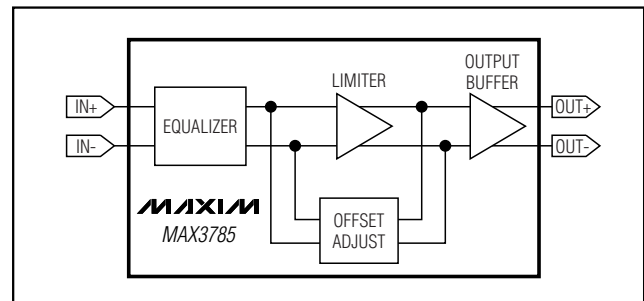 IN+
IN-
EQUALIZER
LIMITER
OUTPUT
BUFFER
OUT+
OUT-
OFFSET
ADJUST
MAXIM
MAX3785